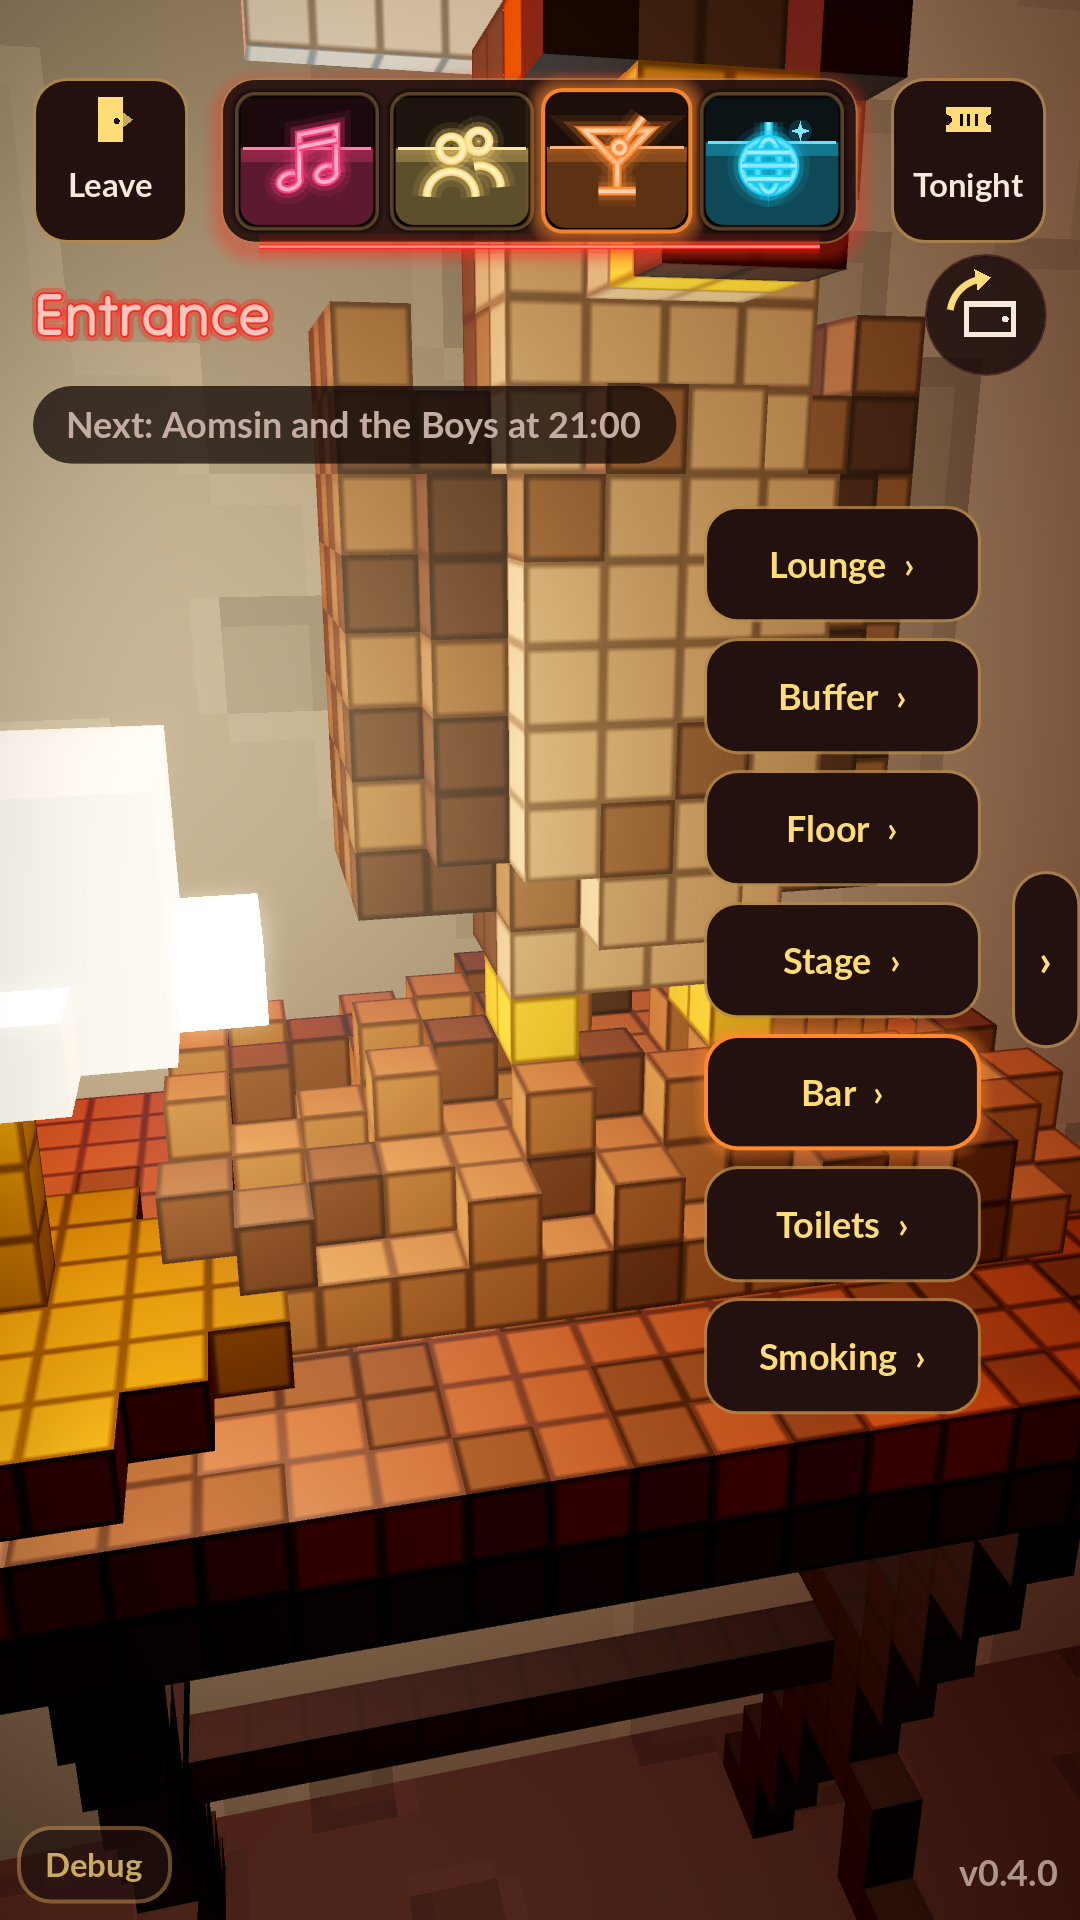 Leave
Tonight
Entrance
Next: Aomsin and the Boys at 21:00
Lounge ›
Buffer ›
Floor ›
Stage ›
›
Bar ›
Toilets ›
Smoking ›
Debug
v0.4.0